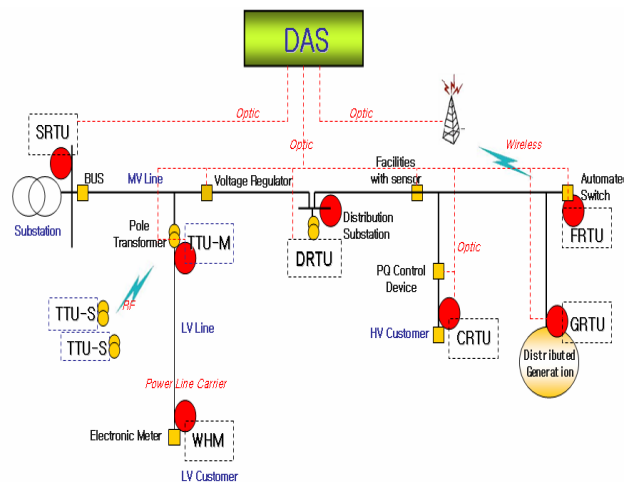 DAS
Optic
Optic
SRTU
Optic
Wireless
BUS
MV Line
Voltage Regulator
Facilities
with sensor
Automated
Switch
Substation
Pole
Transformer
TTU-M
Distribution
Substation
FRTU
DRTU
Optic
PQ Control
Device
RF
TTU-S
TTU-S
LV Line
HV Customer
CRTU
GRTU
Distributed
Generation
Power Line Carrier
Electronic Meter
WHM
LV Customer